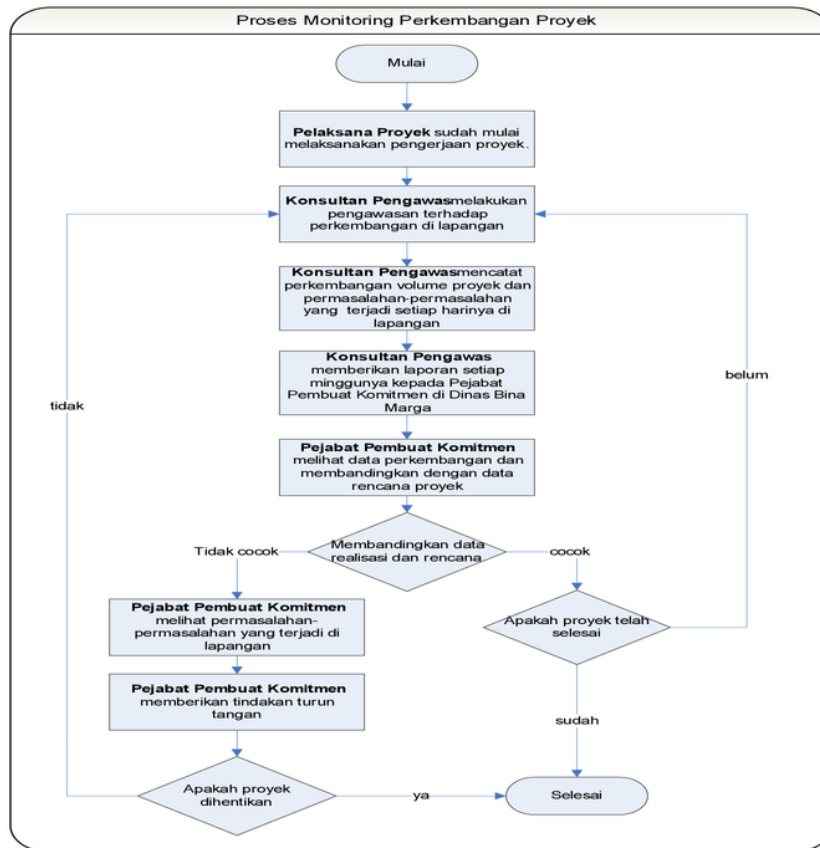 Proses Monitoring Perkembangan Proyek
Mulai
Pelaksana Proyek sudah mulai
melaksanakan pengerjaan proyek.
Konsultan Pengawasmelakukan
pengawasan terhadap
perkembangan di lapangan
Konsultan Pengawasmencatat
perkembangan volume proyek dan
permasalahan-permasalahan
yang terjadi setiap harinya di
lapangan
Konsultan Pengawas
memberikan laporan setiap
minggunya kepada Pejabat
Pembuat Komitmen di Dinas Bina
Marga
belum
tidak
Pejabat Pembuat Komitmen
melihat data perkembangan dan
membandingkan dengan data
rencana proyek
Membandingkan data
realisasi dan rencana
Tidak cocok
cocok
Pejabat Pembuat Komitmen
melihat permasalahan-
permasalahan yang terjadi di
lapangan
Apakah proyek telah
selesai
Pejabat Pembuat Komitmen
memberikan tindakan turun
tangan
sudah
Apakah proyek
dihentikan
ya
Selesai